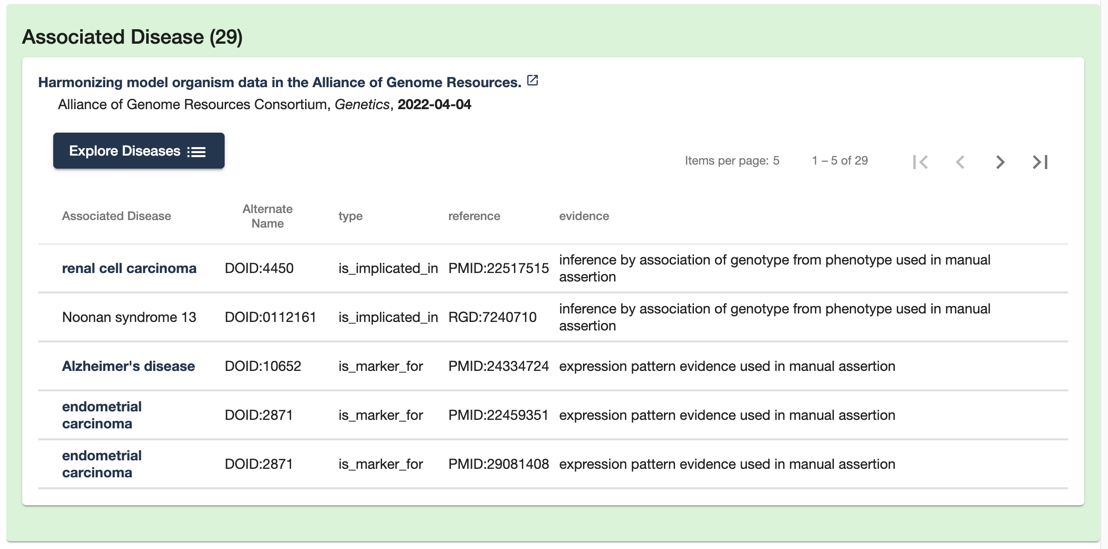 Associated Disease (29)
Harmonizing model organism data in the Alliance of Genome Resources.
Alliance of Genome Resources Consortium, Genetics, 2022-04-04
Explore Diseases
Items per page: 5 1 – 5 of 29
Associated Disease Alternate Name type reference evidence
renal cell carcinoma DOID:4450 is_implicated_in PMID:22517515 inference by association of genotype from phenotype used in manual assertion
Noonan syndrome 13 DOID:0112161 is_implicated_in RGD:7240710 inference by association of genotype from phenotype used in manual assertion
Alzheimer's disease DOID:10652 is_marker_for PMID:24334724 expression pattern evidence used in manual assertion
endometrial carcinoma DOID:2871 is_marker_for PMID:22459351 expression pattern evidence used in manual assertion
endometrial carcinoma DOID:2871 is_marker_for PMID:29081408 expression pattern evidence used in manual assertion